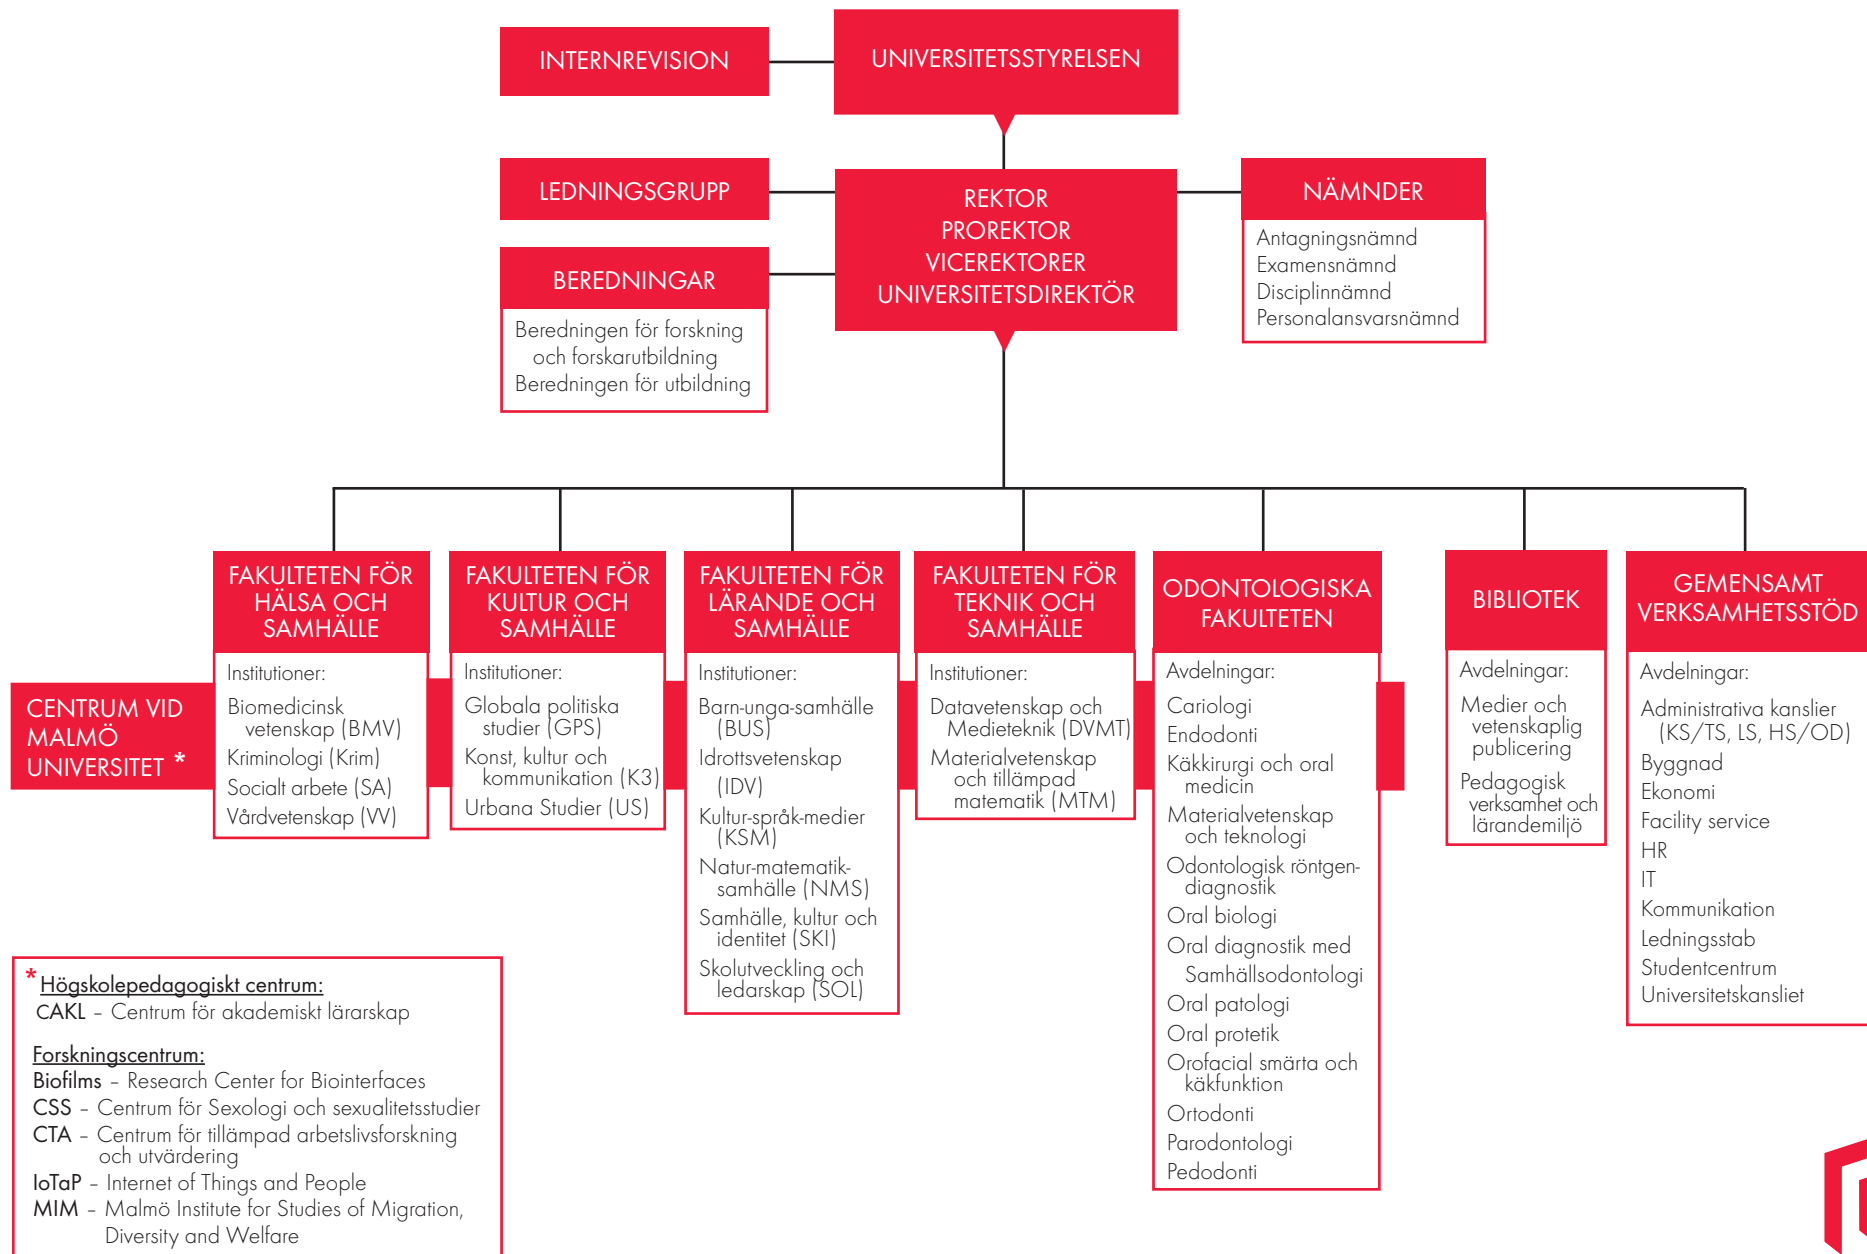 INTERNREVISION
UNIVERSITETSSTYRELSEN
LEDNINGSGRUPP
REKTOR
PROREKTOR
VICEREKTORER
UNIVERSITETSDIREKTÖR
NÄMNDER
Antagningsnämnd
Examensnämnd
Disciplinnämnd
Personalansvarsnämnd
BEREDNINGAR
Beredningen för forskning
och forskarutbildning
Beredningen för utbildning
CENTRUM VID
MALMÖ
UNIVERSITET *
FAKULTETEN FÖR
HÄLSA OCH
SAMHÄLLE
Institutioner:
Biomedicinsk
vetenskap (BMV)
Kriminologi (Krim)
Socialt arbete (SA)
Vårdvetenskap (VV)
FAKULTETEN FÖR
KULTUR OCH
SAMHÄLLE
Institutioner:
Globala politiska
studier (GPS)
Konst, kultur och
kommunikation (K3)
Urbana Studier (US)
FAKULTETEN FÖR
LÄRANDE OCH
SAMHÄLLE
Institutioner:
Barn-unga-samhälle
(BUS)
Idrottsvetenskap
(IDV)
Kultur-språk-medier
(KSM)
Natur-matematik-
samhälle (NMS)
Samhälle, kultur och
identitet (SKI)
Skolutveckling och
ledarskap (SOL)
FAKULTETEN FÖR
TEKNIK OCH
SAMHÄLLE
Institutioner:
Datavetenskap och
Medieteknik (DVMT)
Materialvetenskap
och tillämpad
matematik (MTM)
ODONTOLOGISKA
FAKULTETEN
Avdelningar:
Cariologi
Endodonti
Käkkirurgi och oral
medicin
Materialvetenskap
och teknologi
Odontologisk röntgen-
diagnostik
Oral biologi
Oral diagnostik med
Samhällsodontologi
Oral patologi
Oral protetik
Orofacial smärta och
käkfunktion
Ortodonti
Parodontologi
Pedodonti
BIBLIOTEK
Avdelningar:
Medier och
vetenskaplig
publicering
Pedagogisk
verksamhet och
lärandemiljö
GEMENSAMT
VERKSAMHETSSTÖD
Avdelningar:
Administrativa kanslier
(KS/TS, LS, HS/OD)
Byggnad
Ekonomi
Facility service
HR
IT
Kommunikation
Ledningsstab
Studentcentrum
Universitetskansliet
* Högskolepedagogiskt centrum:
CAKL – Centrum för akademiskt lärarskap
Forskningscentrum:
Biofilms – Research Center for Biointerfaces
CSS – Centrum för Sexologi och sexualitetsstudier
CTA – Centrum för tillämpad arbetslivsforskning
och utvärdering
IoTaP – Internet of Things and People
MIM – Malmö Institute for Studies of Migration,
Diversity and Welfare